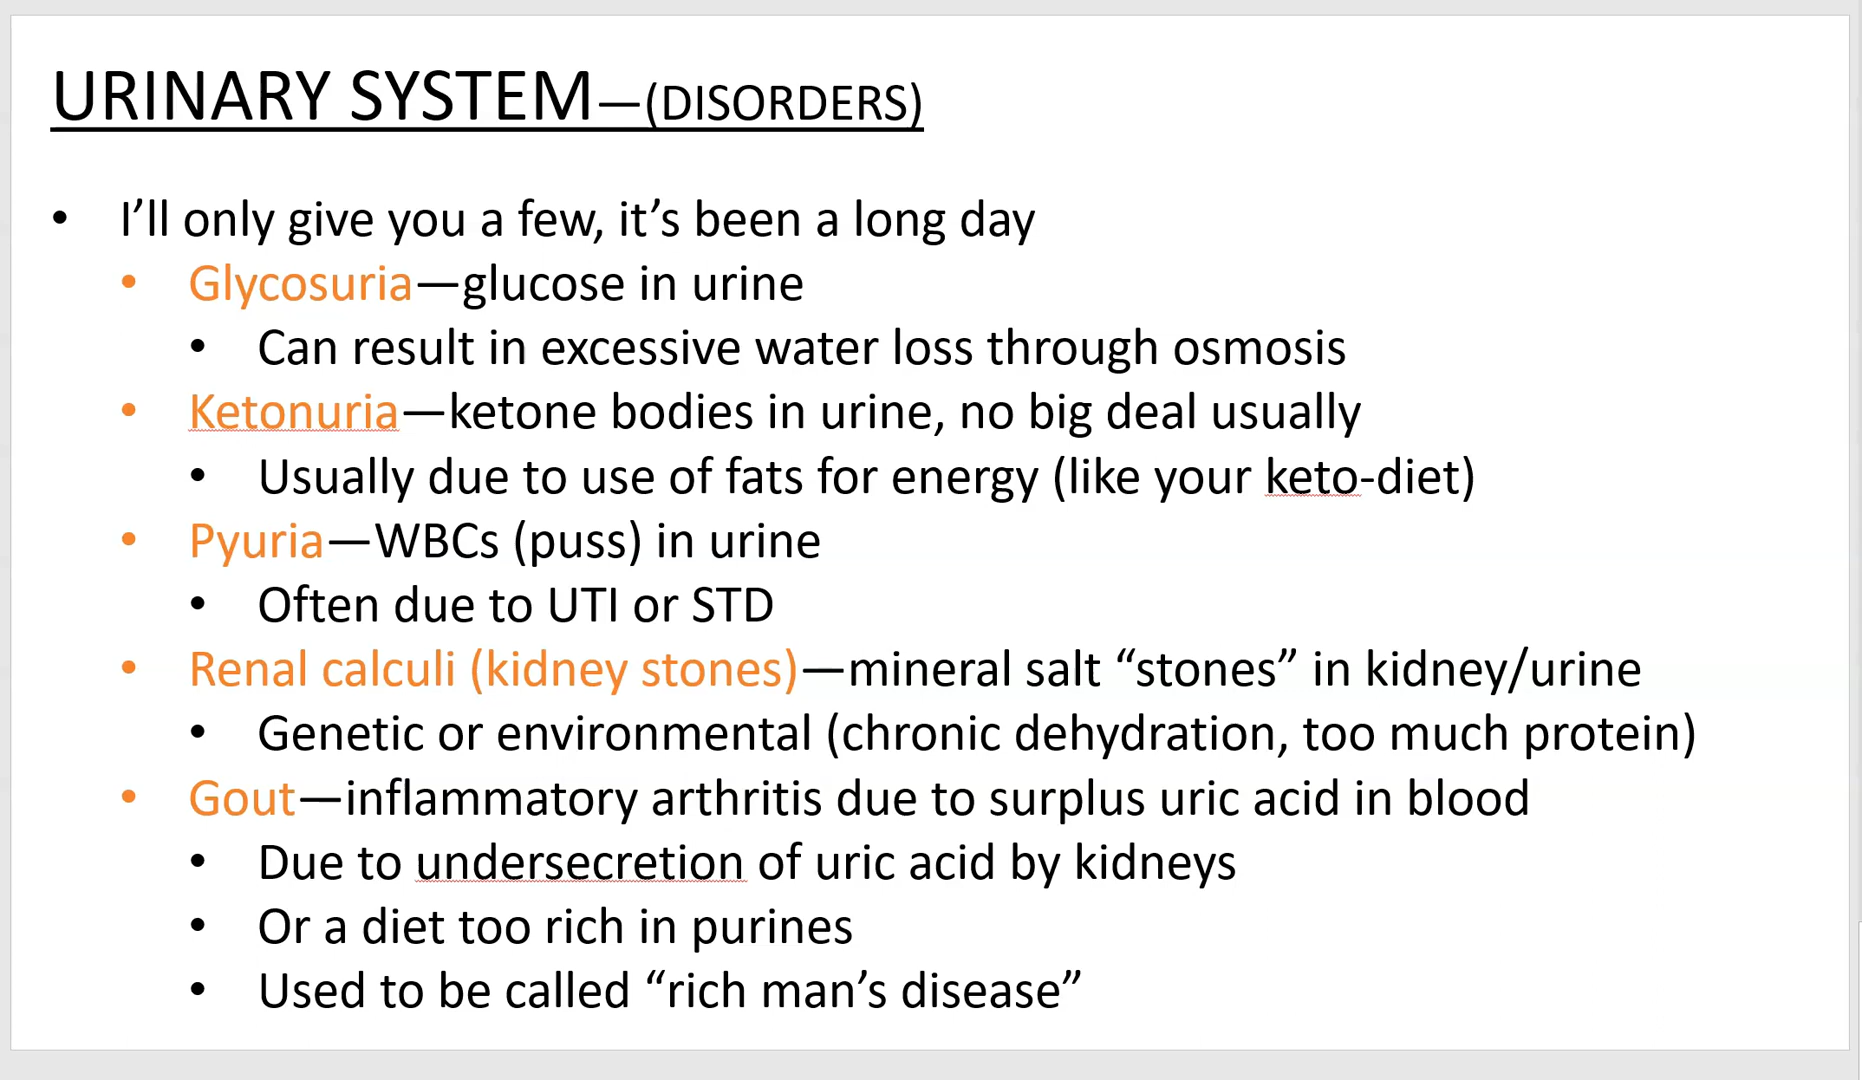 URINARY SYSTEM—(DISORDERS)
• I’ll only give you a few, it’s been a long day
• Glycosuria—glucose in urine
• Can result in excessive water loss through osmosis
• Ketonuria—ketone bodies in urine, no big deal usually
• Usually due to use of fats for energy (like your keto-diet)
• Pyuria—WBCs (puss) in urine
• Often due to UTI or STD
• Renal calculi (kidney stones)—mineral salt “stones” in kidney/urine
• Genetic or environmental (chronic dehydration, too much protein)
• Gout—inflammatory arthritis due to surplus uric acid in blood
• Due to undersecretion of uric acid by kidneys
• Or a diet too rich in purines
• Used to be called “rich man’s disease”